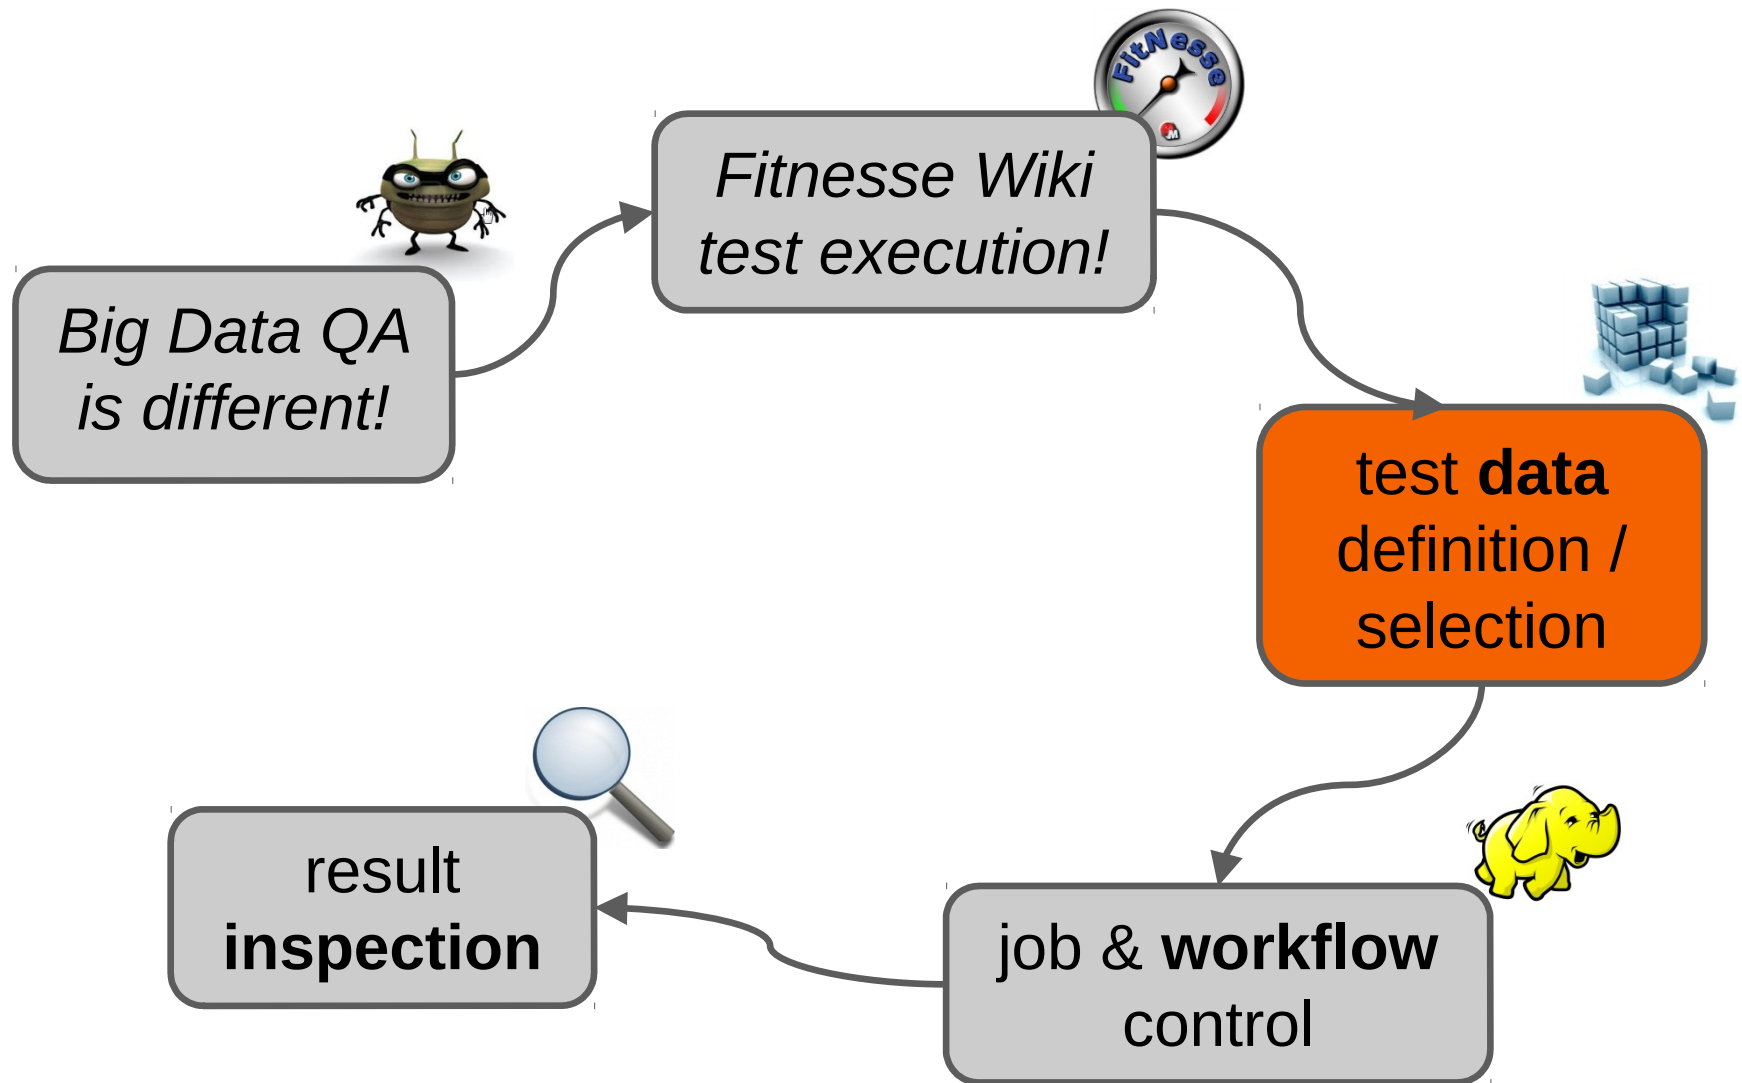 FitNesse
Fitnesse Wiki
test execution!
Big Data QA
is different!
test data
definition /
selection
job & workflow
control
result
inspection